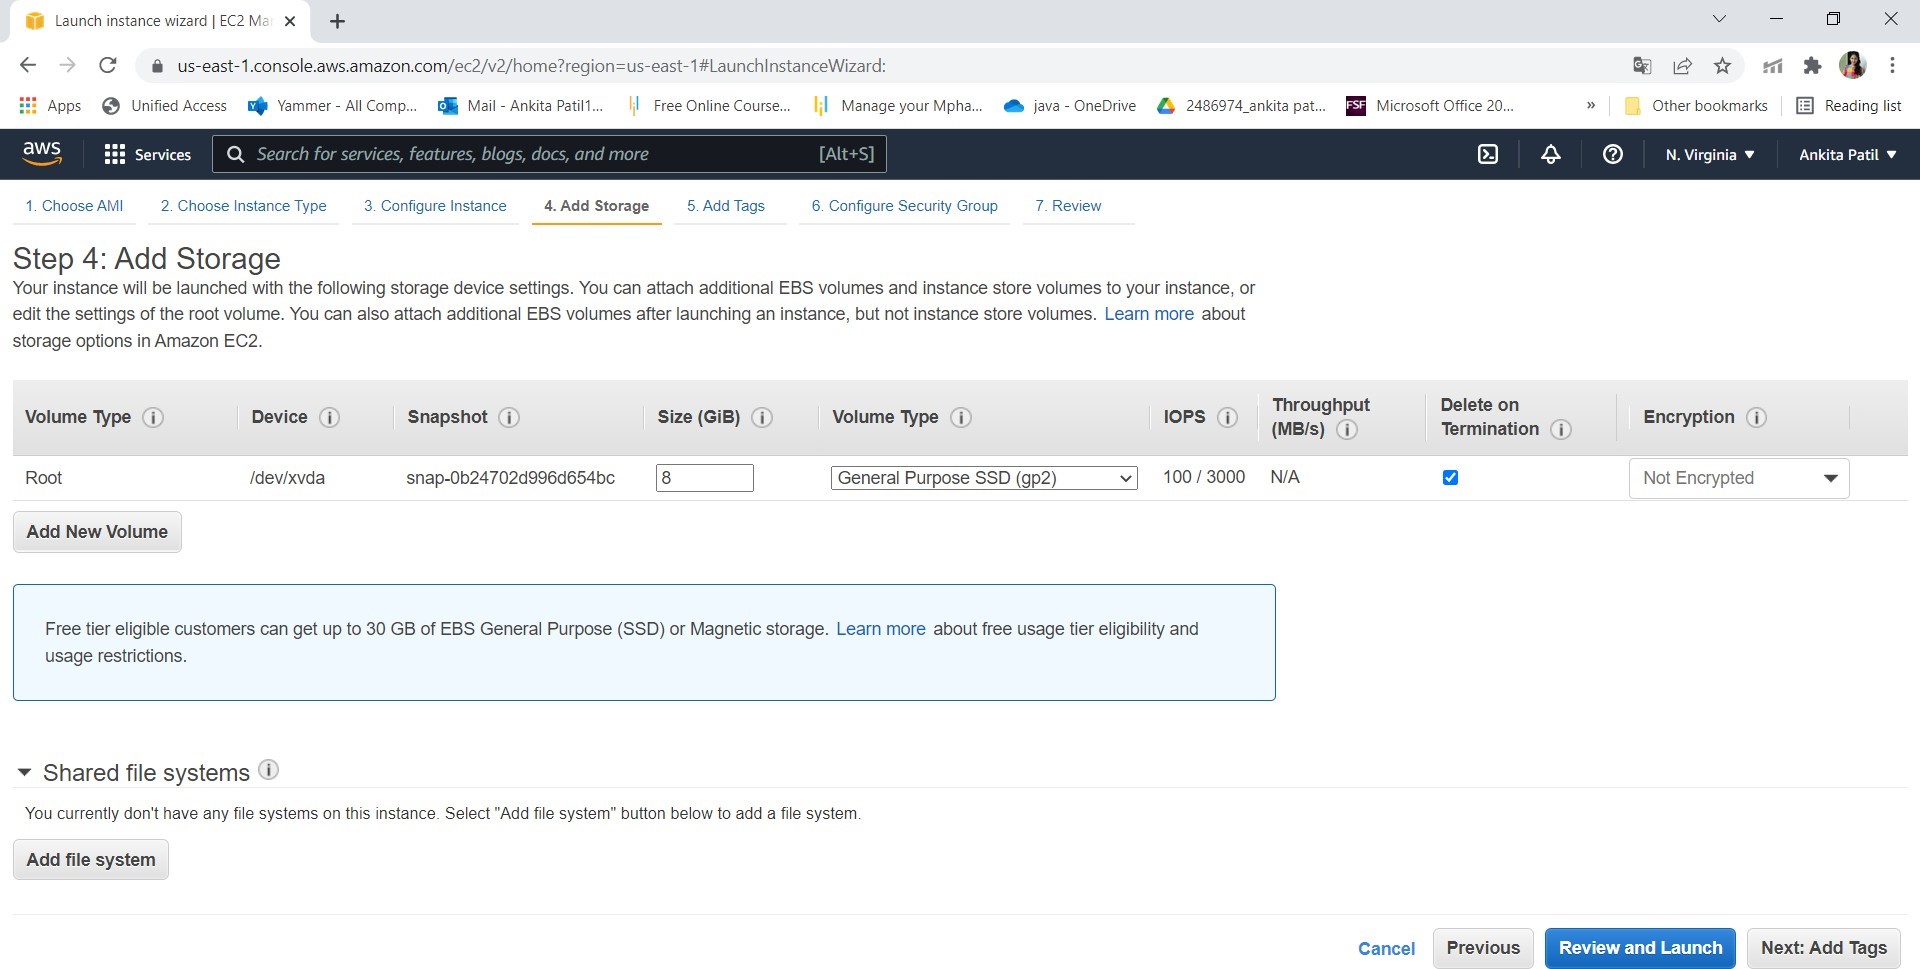 Launch instance wizard | EC2 Mar
us-east-1.console.aws.amazon.com/ec2/v2/home?region=us-east-1#LaunchInstanceWizard:
Apps Unified Access Yammer - All Comp... Mail - Ankita Patil1... Free Online Course... Manage your Mpha... java - OneDrive 2486974_ankita pat... FSF Microsoft Office 20... » Other bookmarks Reading list
aws Services Search for services, features, blogs, docs, and more [Alt+S] N. Virginia Ankita Patil
1. Choose AMI 2. Choose Instance Type 3. Configure Instance 4. Add Storage 5. Add Tags 6. Configure Security Group 7. Review
Step 4: Add Storage
Your instance will be launched with the following storage device settings. You can attach additional EBS volumes and instance store volumes to your instance, or
edit the settings of the root volume. You can also attach additional EBS volumes after launching an instance, but not instance store volumes. Learn more about
storage options in Amazon EC2.
Volume Type Device Snapshot Size (GiB) Volume Type IOPS Throughput (MB/s) Delete on Termination Encryption
Root /dev/xvda snap-0b24702d996d654bc 8 General Purpose SSD (gp2) 100 / 3000 N/A Not Encrypted
Add New Volume
Free tier eligible customers can get up to 30 GB of EBS General Purpose (SSD) or Magnetic storage. Learn more about free usage tier eligibility and
usage restrictions.
Shared file systems
You currently don't have any file systems on this instance. Select "Add file system" button below to add a file system.
Add file system
Cancel Previous Review and Launch Next: Add Tags